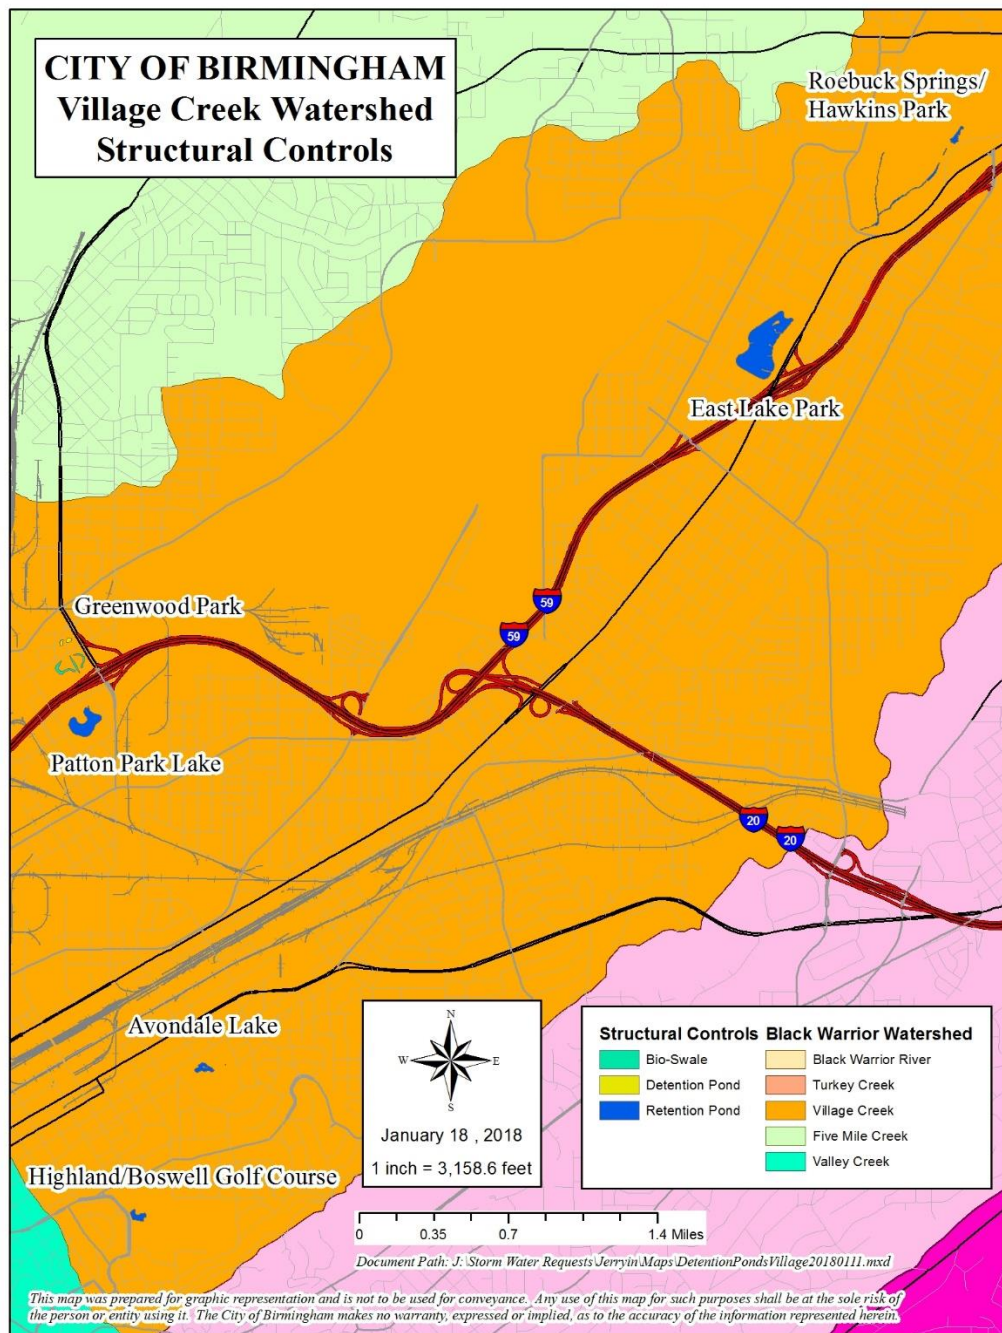 CITY OF BIRMINGHAM
Village Creek Watershed
Structural Controls
Roebuck Springs/
Hawkins Park
East Lake Park
59
59
Greenwood Park
Patton Park Lake
20
20
Avondale Lake
Highland/Boswell Golf Course
N
W E
S
January 18 , 2018
1 inch = 3,158.6 feet
Structural Controls
Bio-Swale
Detention Pond
Retention Pond
Black Warrior Watershed
Black Warrior River
Turkey Creek
Village Creek
Five Mile Creek
Valley Creek
0 0.35 0.7 1.4 Miles
Document Path: J:\Storm Water Requests\Jerryin\Maps\DetentionPondsVillage20180111.mxd
This map was prepared for graphic representation and is not to be used for conveyance. Any use of this map for such purposes shall be at the sole risk of
the person or entity using it. The City of Birmingham makes no warranty, expressed or implied, as to the accuracy of the information represented herein.